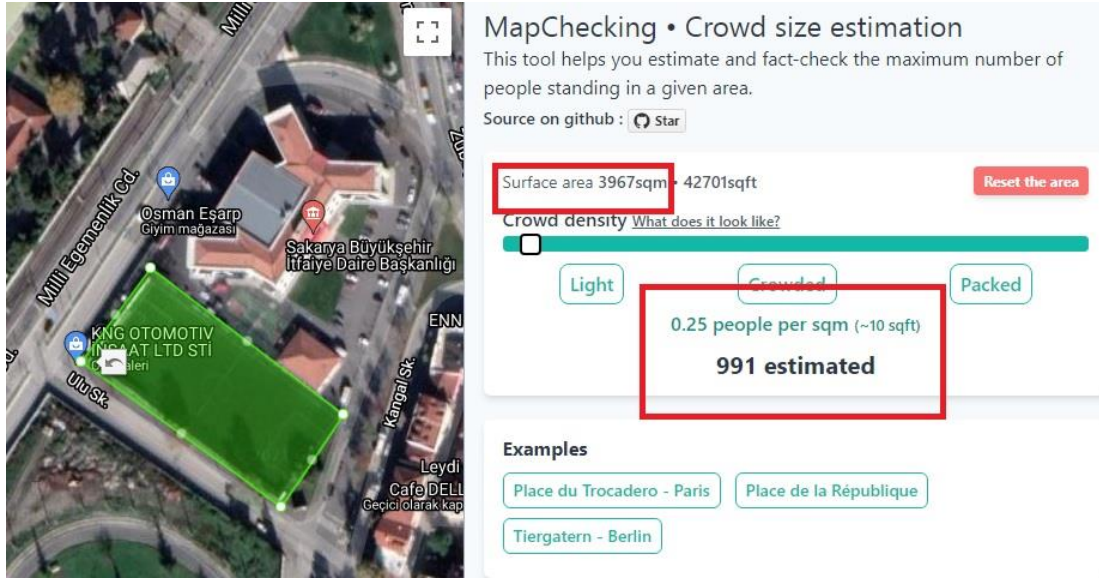 Milli
Milli Egemenlik Cd.
Osman Eşarp
Giyim mağazası
Sakarya Büyükşehir
İtfaiye Daire Başkanlığı
KNG OTOMOTIV
INSAAT LTD STI
Ulu Sk.
ENN
Kangal Sk.
Leydi
Cafe DELL
Geçici olarak kap
MapChecking • Crowd size estimation
This tool helps you estimate and fact-check the maximum number of
people standing in a given area.
Source on github : Star
Surface area 3967sqm • 42701sqft
Reset the area
Crowd density What does it look like?
Light
Crowded
Packed
0.25 people per sqm (~10 sqft)
991 estimated
Examples
Place du Trocadero - Paris
Place de la République
Tiergatern - Berlin